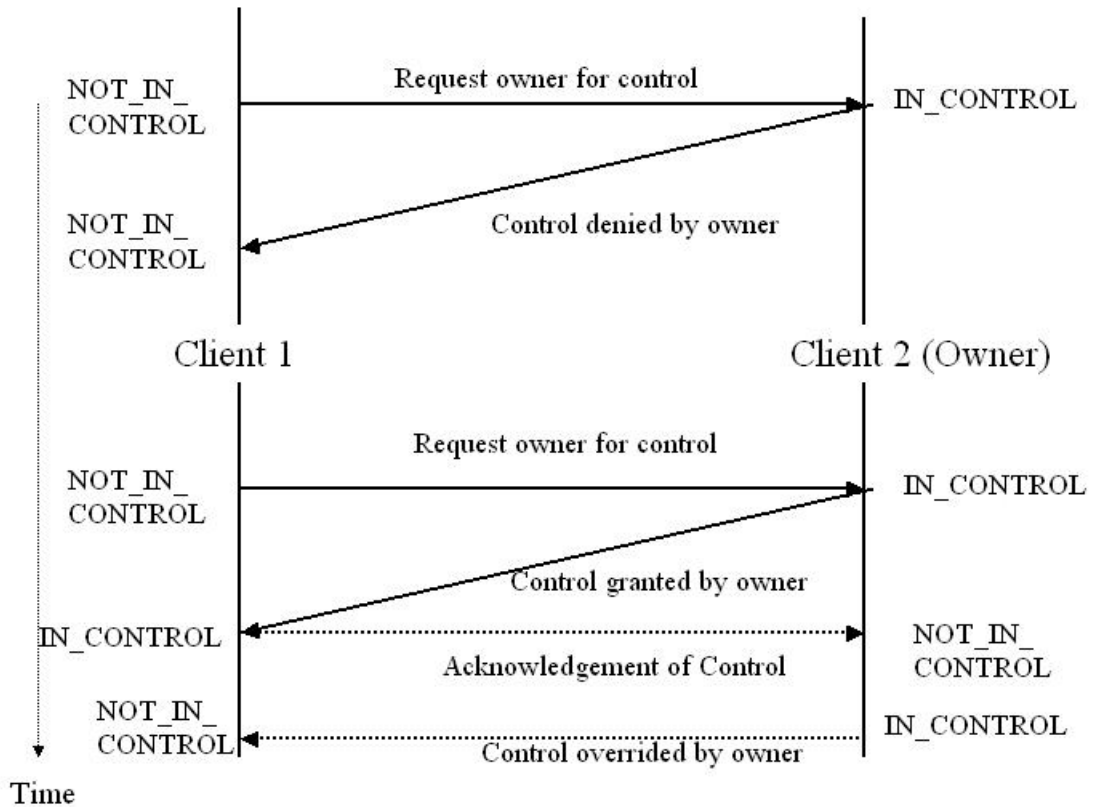 Request owner for control
NOT_IN_
CONTROL
IN_CONTROL
NOT_IN_
CONTROL
Control denied by owner
Client 1
Client 2 (Owner)
Request owner for control
NOT_IN_
CONTROL
IN_CONTROL
Control granted by owner
IN_CONTROL
NOT_IN_
CONTROL
Acknowledgement of Control
NOT_IN_
CONTROL
IN_CONTROL
Control overrided by owner
Time